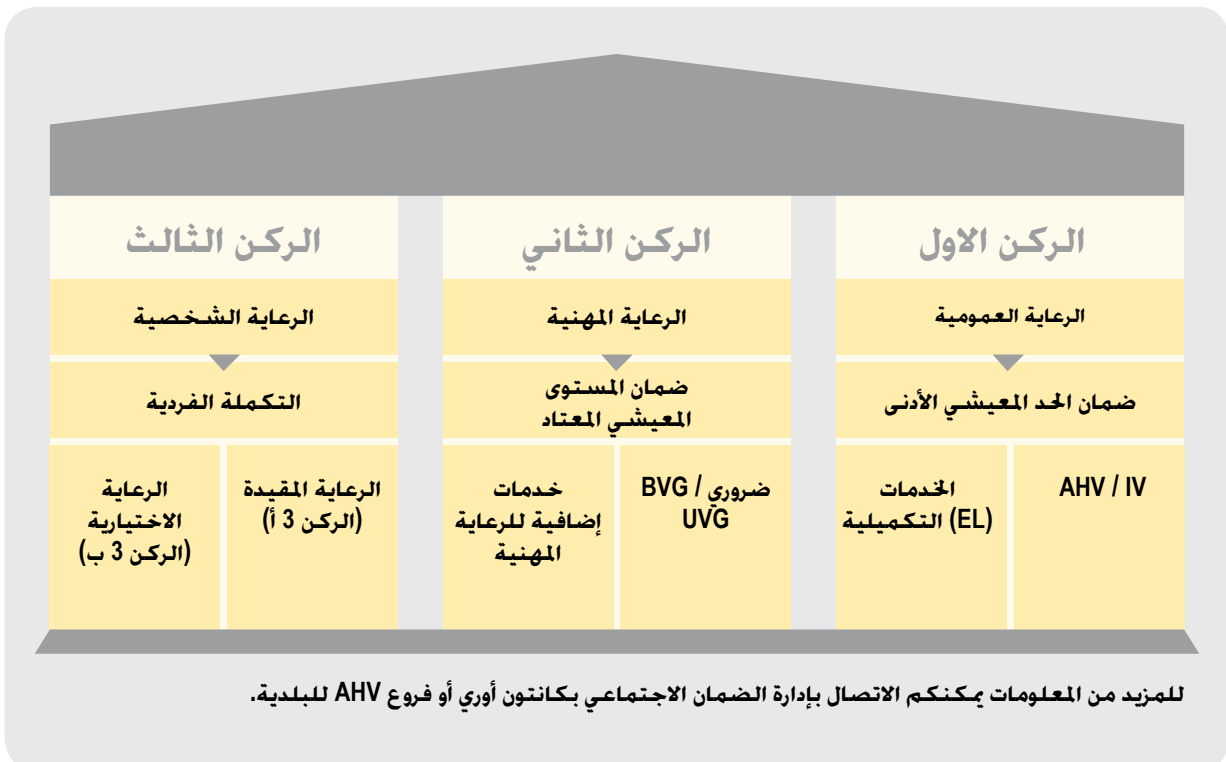 الركن الاول
الرعاية العمومية
ضمان الحد المعيشي الأدنى
AHV / IV
الخدمات
التكميلية (EL)
الركن الثاني
الرعاية المهنية
ضمان المستوى
المعيشي المعتاد
ضروري / BVG
UVG
خدمات
إضافية للرعاية
المهنية
الركن الثالث
الرعاية الشخصية
التكملة الفردية
الرعاية المقيدة
(الركن 3 أ)
الرعاية
الاختيارية
(الركن 3 ب)
للمزيد من المعلومات يمكنكم الاتصال بإدارة الضمان الاجتماعي بكانتون أوري أو فروع AHV للبلدية.